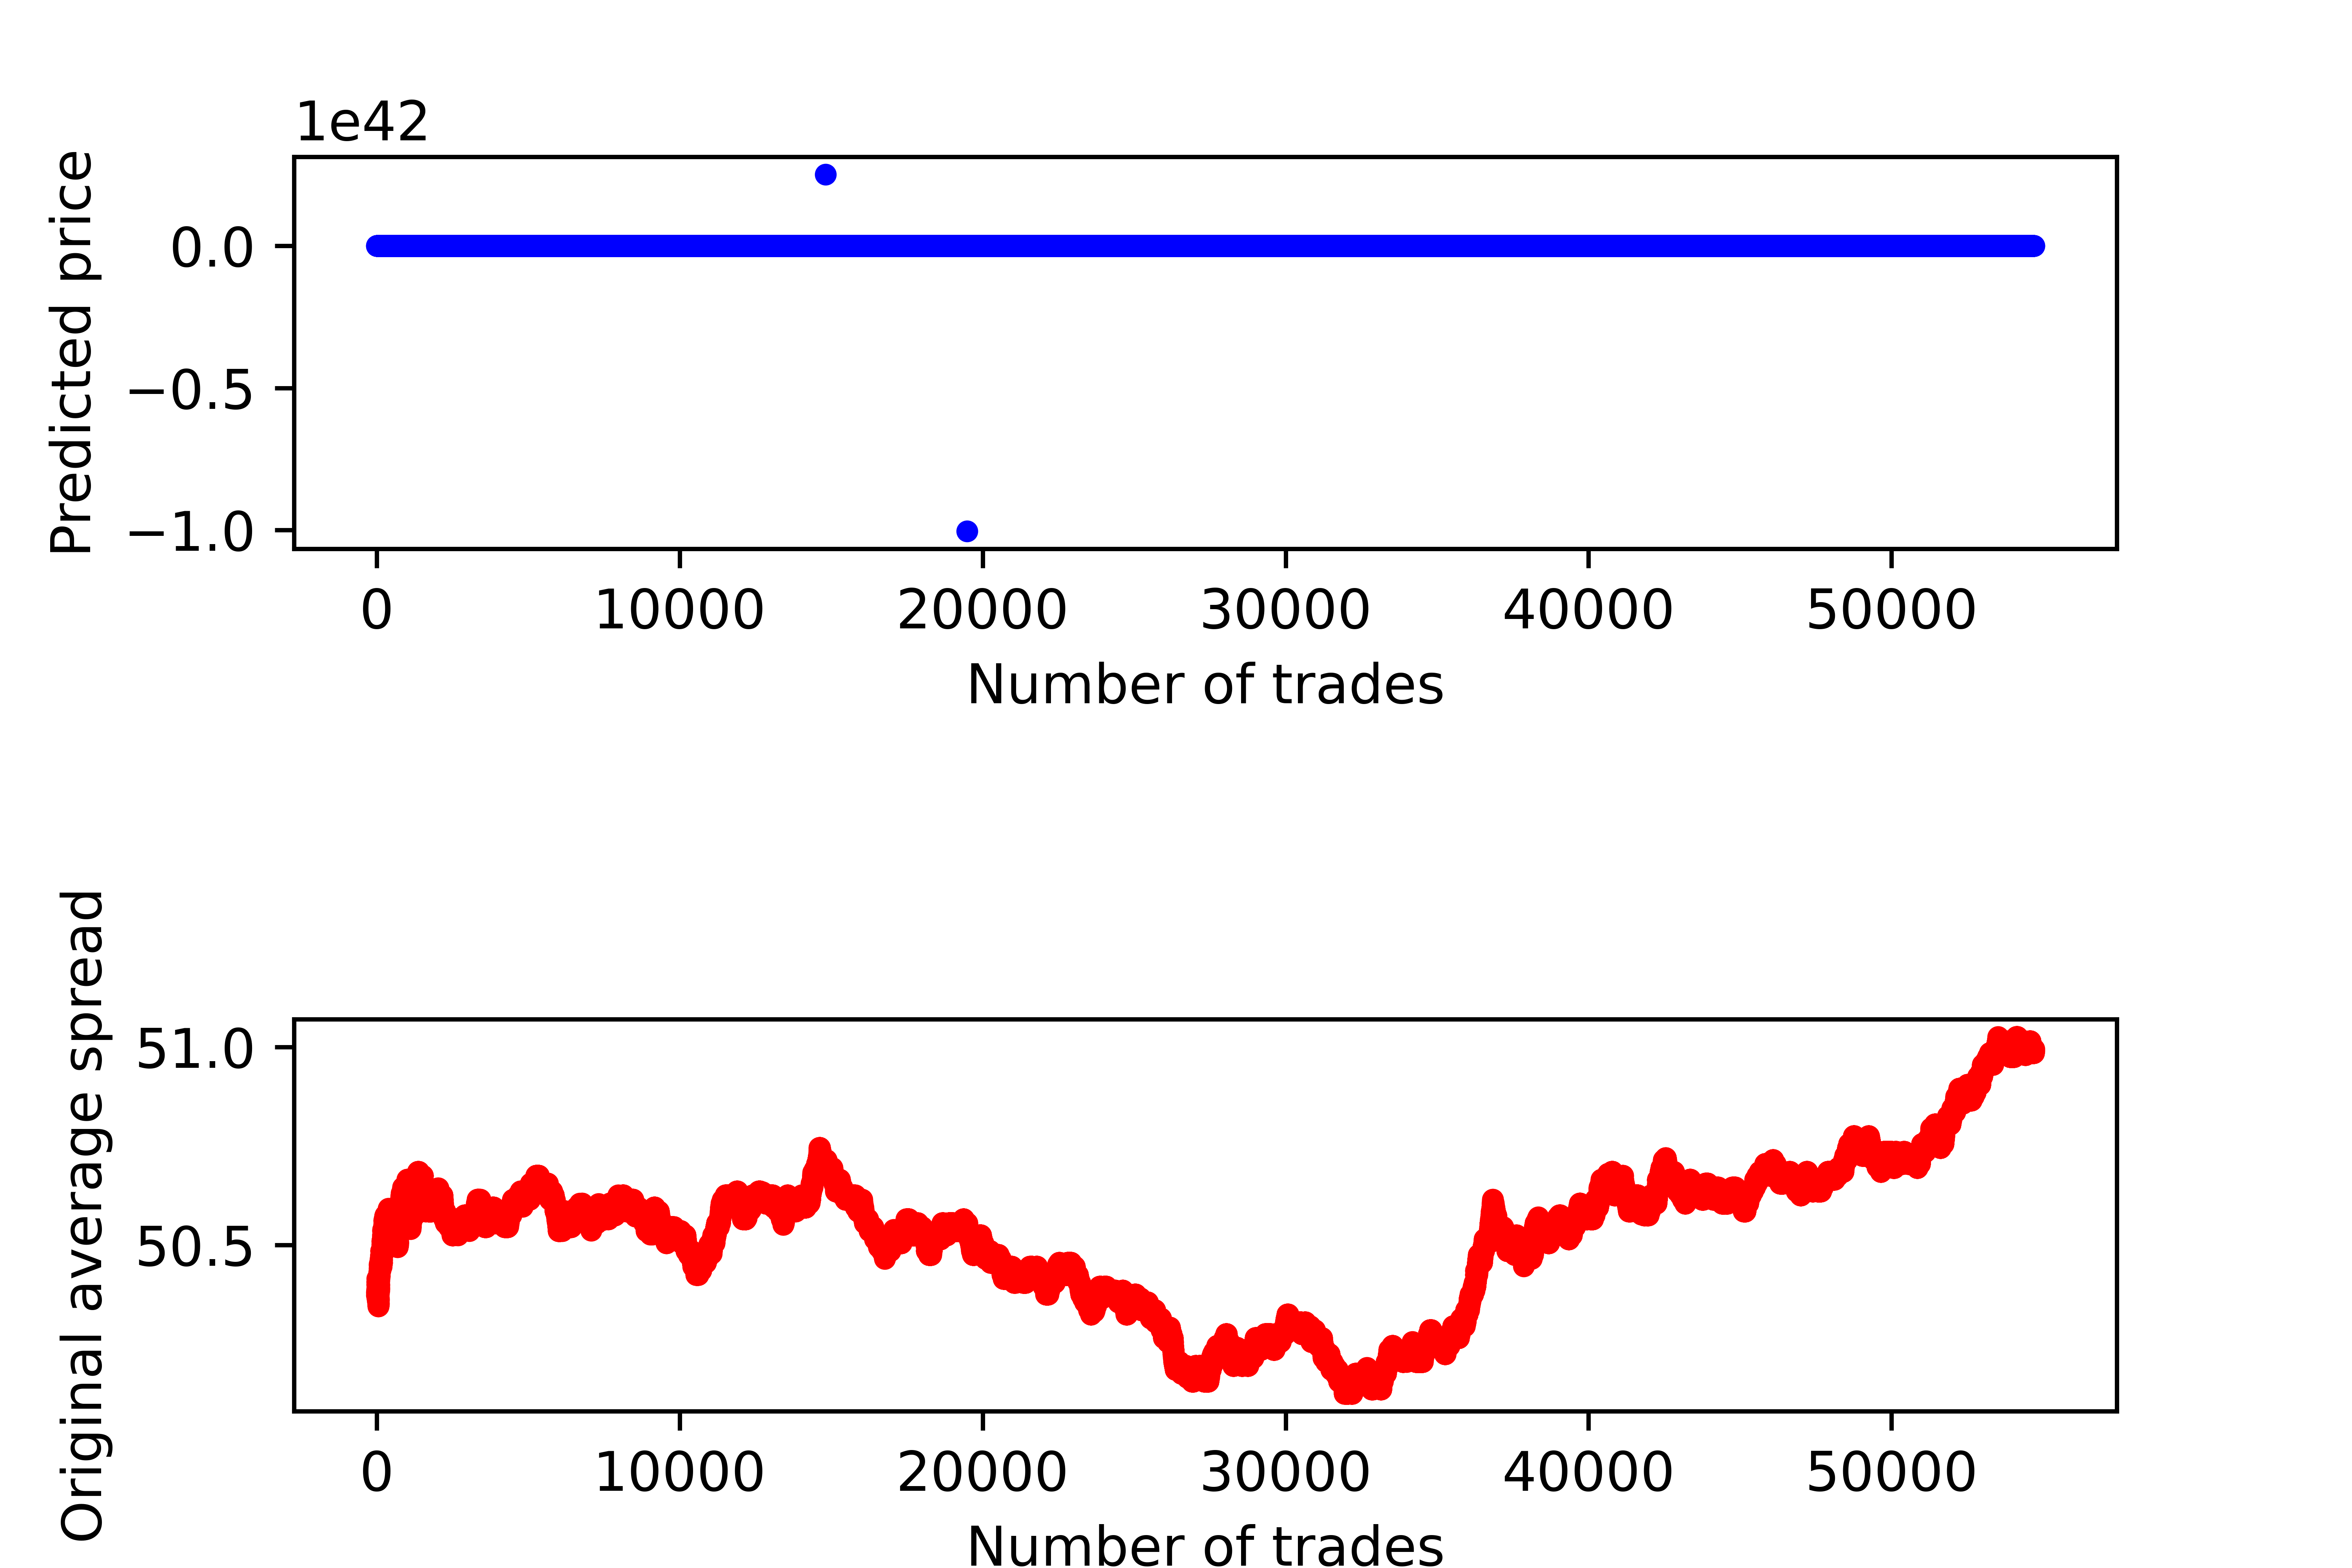 1e42
Predicted price
0.0
−0.5
−1.0
0 10000 20000 30000 40000 50000
Number of trades
Original average spread
51.0
50.5
0 10000 20000 30000 40000 50000
Number of trades